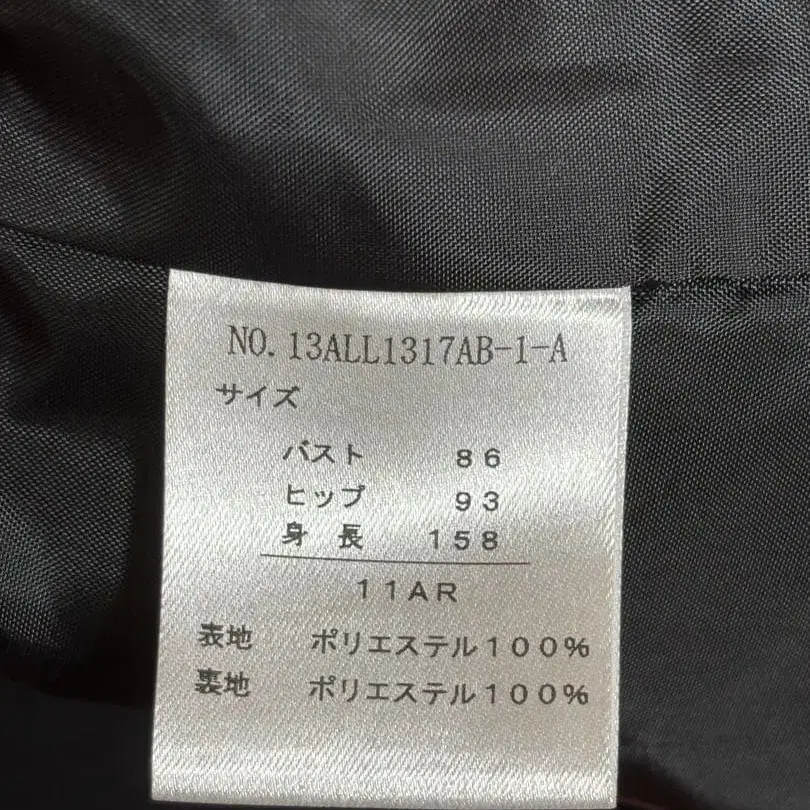 NO. 13ALL1317AB-1-A
サイズ
バスト ８６
ヒップ ９３
身 長 １５８
１１ＡＲ
表地 ポリエステル１００％
裏地 ポリエステル１００％